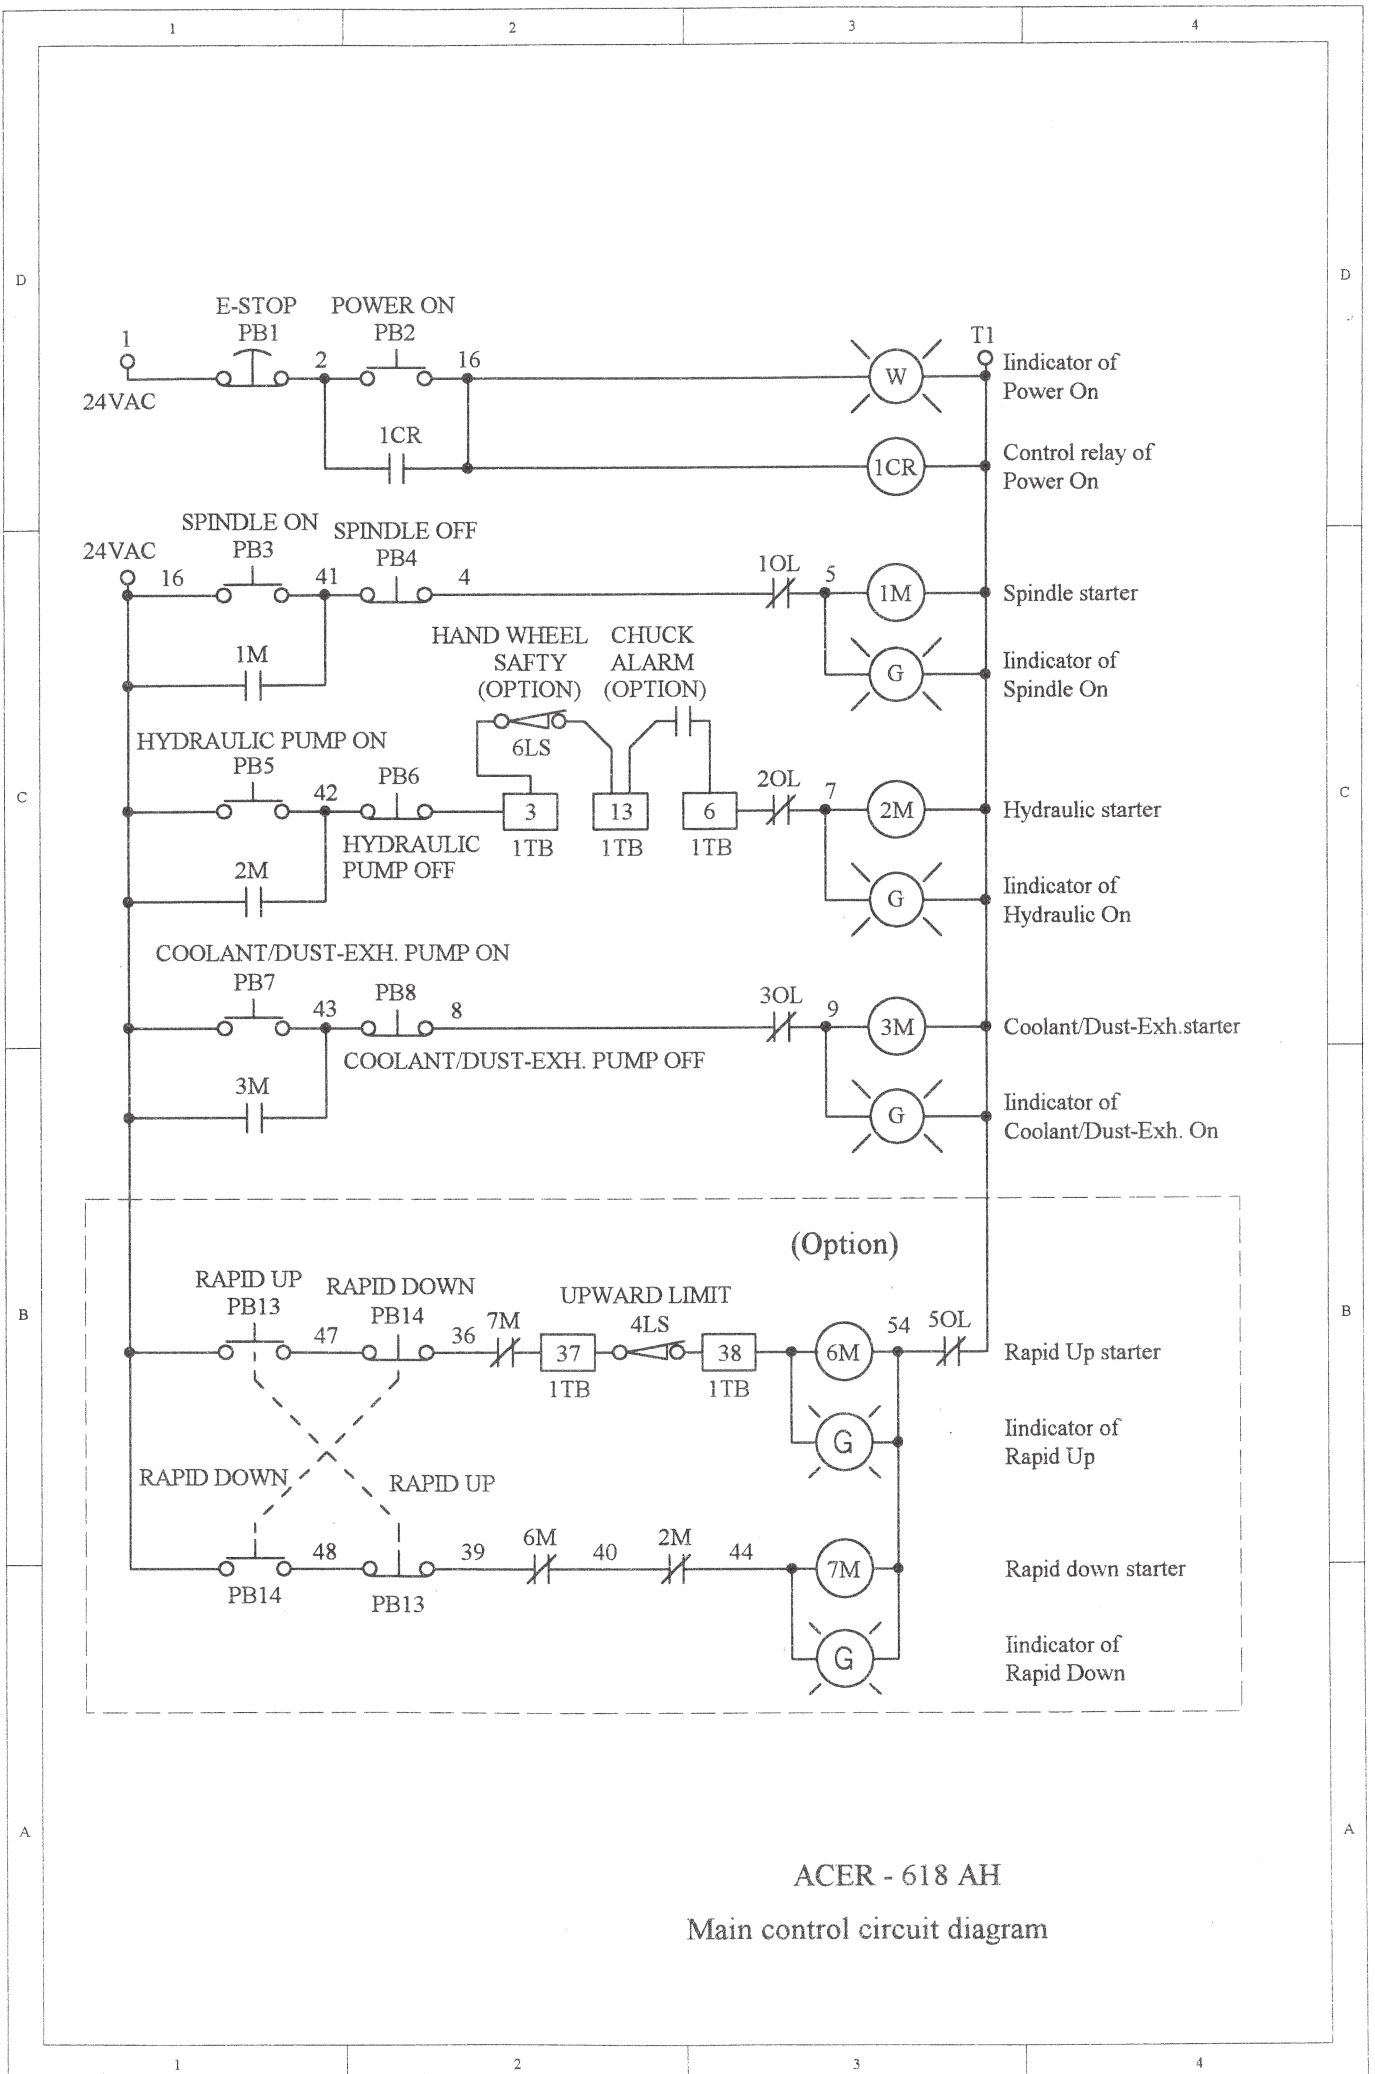 1 2 3 4
D D
E-STOP POWER ON
PB1 PB2
1 2 16 W T1
24VAC
Iindicator of
Power On
1CR 1CR
Control relay of
Power On
SPINDLE ON SPINDLE OFF
24VAC PB3 PB4
16 41 4 1OL 5 1M
Spindle starter
HAND WHEEL CHUCK
SAFTY ALARM
(OPTION) (OPTION)
1M G
Iindicator of
Spindle On
6LS
HYDRAULIC PUMP ON
PB5 PB6
C C
42 3 13 6 2OL 7 2M
1TB 1TB 1TB
Hydraulic starter
HYDRAULIC
PUMP OFF
2M G
Iindicator of
Hydraulic On
COOLANT/DUST-EXH. PUMP ON
PB7 PB8
43 8 3OL 9 3M
Coolant/Dust-Exh.starter
COOLANT/DUST-EXH. PUMP OFF
3M G
Iindicator of
Coolant/Dust-Exh. On
(Option)
RAPID UP RAPID DOWN UPWARD LIMIT
PB13 PB14 4LS
B B
47 36 7M 37 38 6M 54 5OL
1TB 1TB
Rapid Up starter
G
Iindicator of
Rapid Up
RAPID DOWN RAPID UP
48 39 6M 40 2M 44 7M
PB14 PB13
Rapid down starter
G
Iindicator of
Rapid Down
A A
ACER - 618 AH
Main control circuit diagram
1 2 3 4